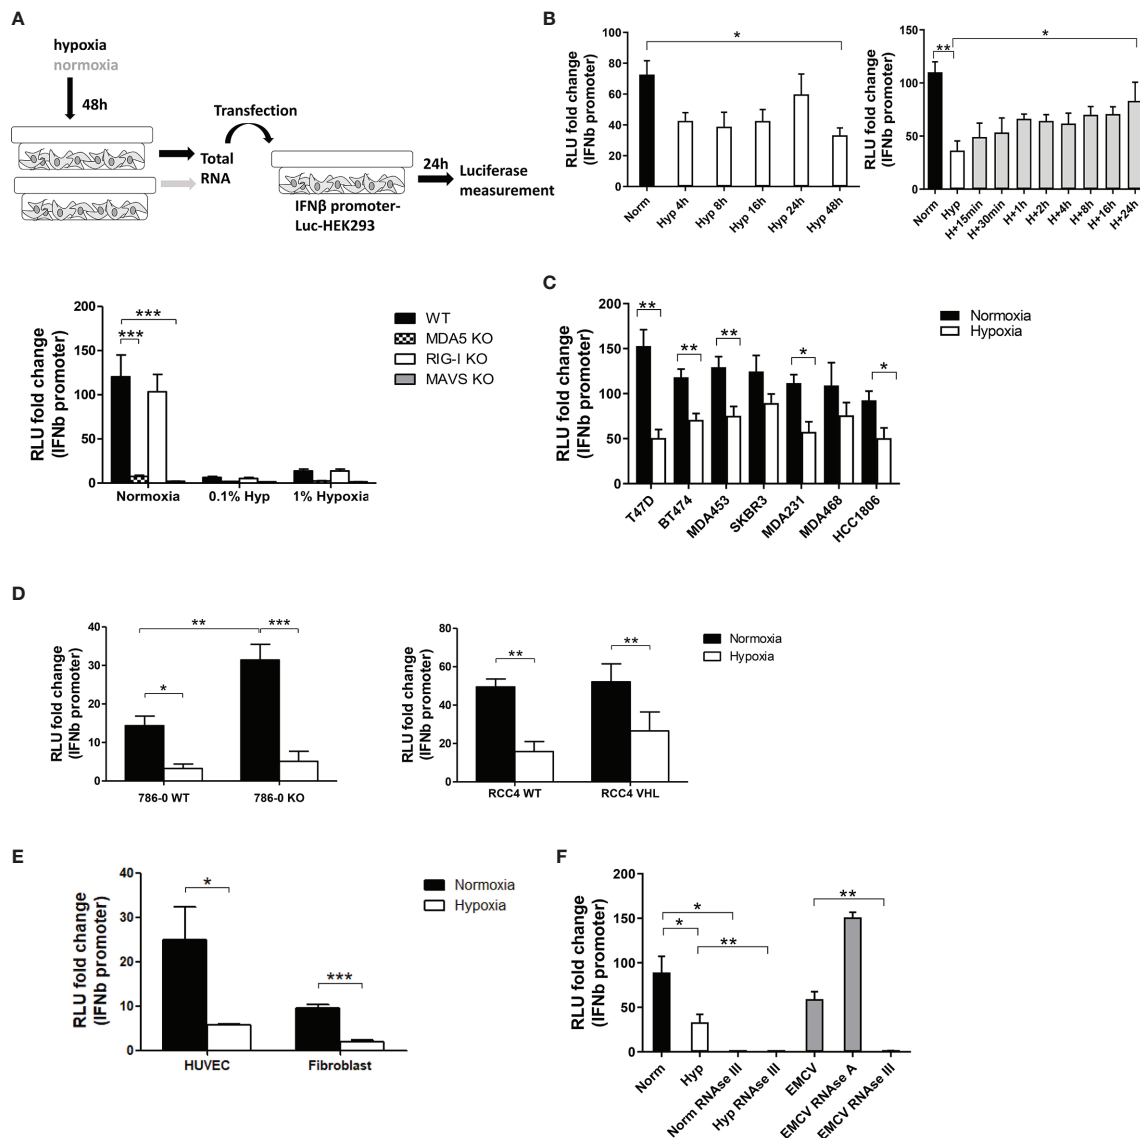 A
hypoxia
normoxia
48h
Transfection
Total
RNA
24h
Luciferase
measurement
IFNβ promoter-
Luc-HEK293
RLU fold change
(IFNb promoter)
200
150
100
50
0
***
***
Normoxia
0.1% Hyp
1% Hypoxia
WT
MDA5 KO
RIG-I KO
MAVS KO
B
RLU fold change
(IFNb promoter)
100
80
60
40
20
0
*
Norm
Hyp 4h
Hyp 8h
Hyp 16h
Hyp 24h
Hyp 48h
RLU fold change
(IFNb promoter)
150
100
50
0
**
*
Norm
Hyp
H+15min
H+30min
H+1h
H+2h
H+4h
H+8h
H+16h
H+24h
C
RLU fold change
(IFNb promoter)
200
150
100
50
0
**
**
**
*
*
T47D
BT474
MDA453
SKBR3
MDA231
MDA468
HCC1806
Normoxia
Hypoxia
D
RLU fold change
(IFNb promoter)
40
30
20
10
0
*
**
***
786-0 WT
786-0 KO
RLU fold change
(IFNb promoter)
80
60
40
20
0
**
**
RCC4 WT
RCC4 VHL
Normoxia
Hypoxia
E
RLU fold change
(IFNb promoter)
40
30
20
10
0
*
***
HUVEC
Fibroblast
Normoxia
Hypoxia
F
RLU fold change
(IFNb promoter)
200
150
100
50
0
*
*
**
**
Norm
Hyp
Norm RNAse III
Hyp RNAse III
EMCV
EMCV RNAse A
EMCV RNAse III